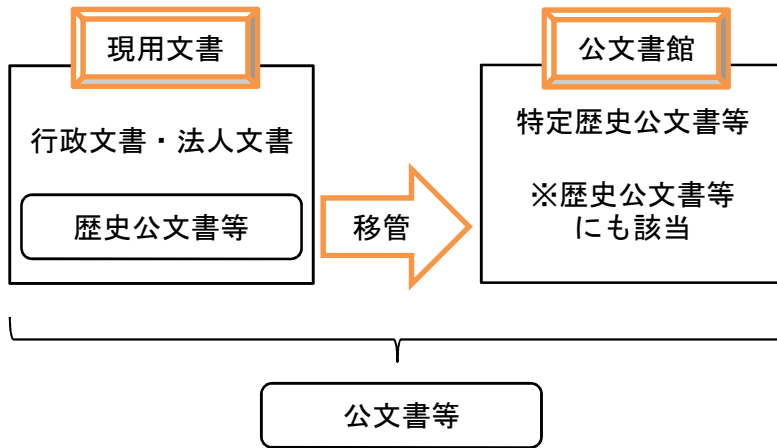 現用文書
行政文書・法人文書
歴史公文書等
移管
公文書館
特定歴史公文書等
※歴史公文書等
にも該当
公文書等